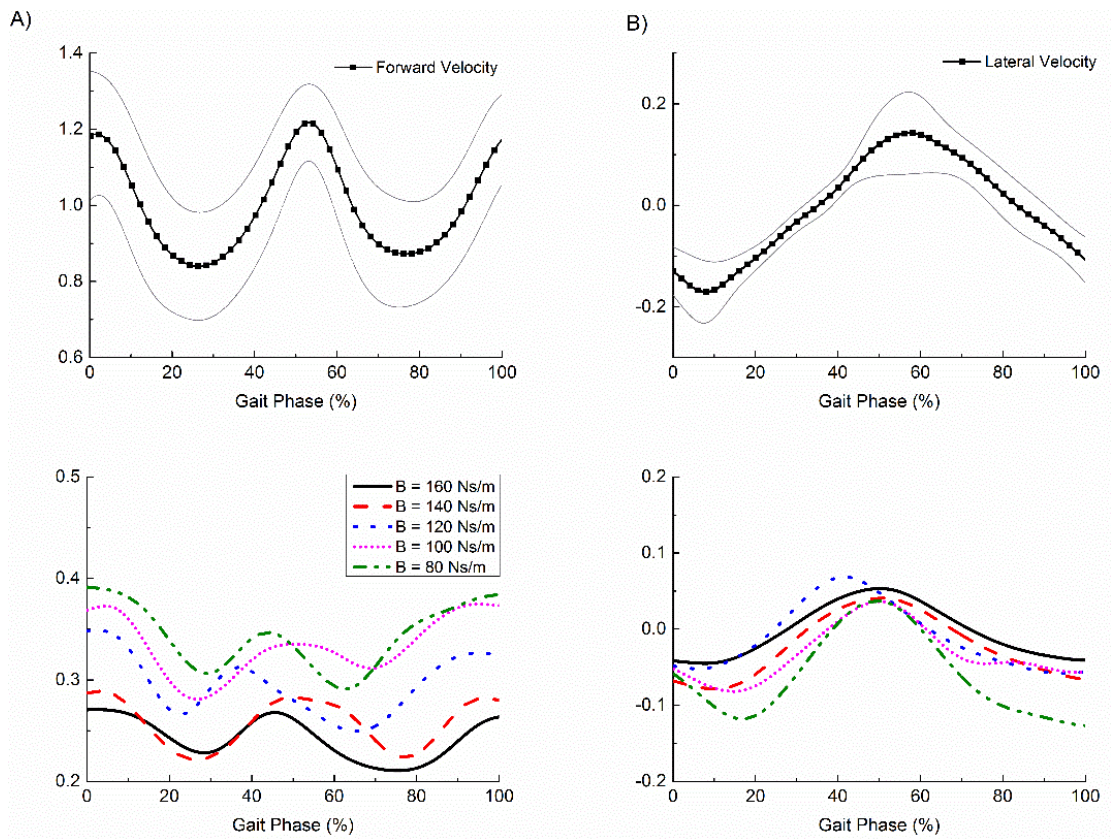 A)
1.4
Forward Velocity
1.2
1.0
0.8
0.6
0 20 40 60 80 100
Gait Phase (%)
B)
Lateral Velocity
0.2
0.0
-0.2
0 20 40 60 80 100
Gait Phase (%)
0.5
B = 160 Ns/m
B = 140 Ns/m
B = 120 Ns/m
B = 100 Ns/m
B = 80 Ns/m
0.4
0.3
0.2
0 20 40 60 80 100
Gait Phase (%)
0.2
0.1
0.0
-0.1
-0.2
0 20 40 60 80 100
Gait Phase (%)